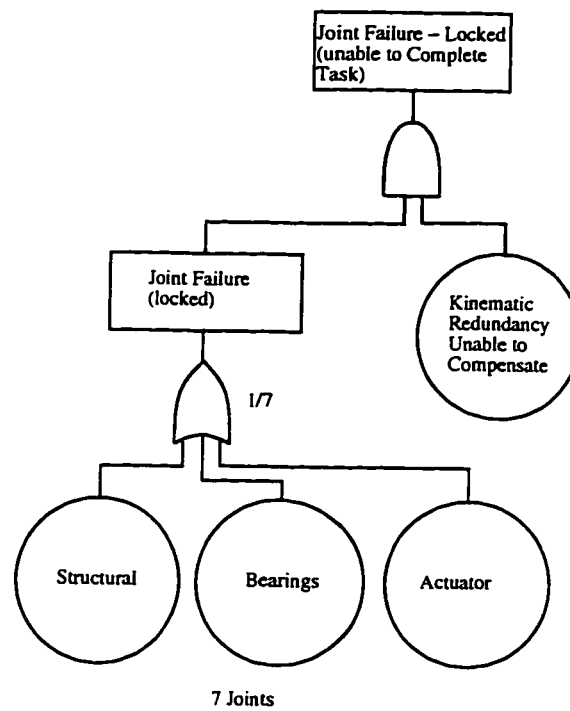 Joint Failure – Locked
(unable to Complete
Task)
Joint Failure
(locked)
Kinematic
Redundancy
Unable to
Compensate
1/7
Structural
Bearings
Actuator
7 Joints